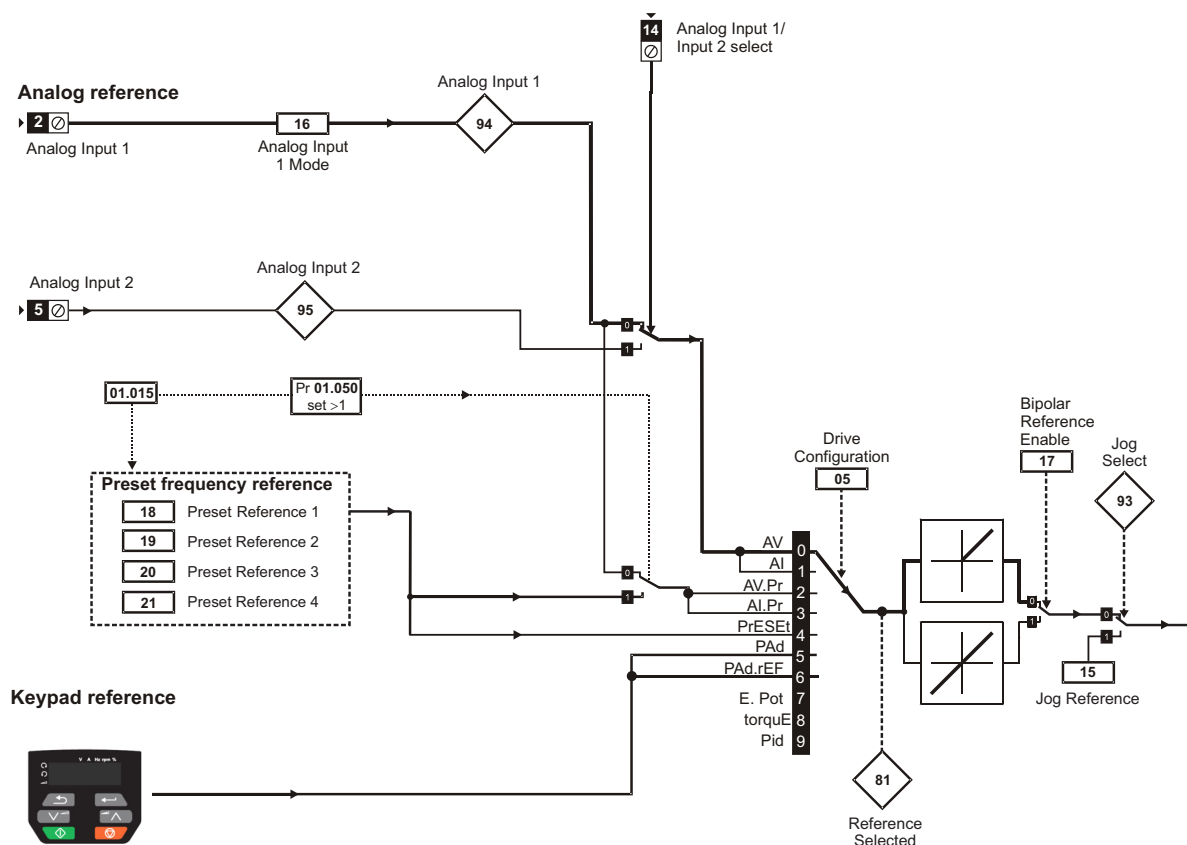 14
Analog Input 1/
Input 2 select
Analog reference
2
Analog Input 1
16
Analog Input
1 Mode
Analog Input 1
94
Analog Input 2
5
Analog Input 2
95
0
1
01.015
Pr 01.050
set >1
Preset frequency reference
18 Preset Reference 1
19 Preset Reference 2
20 Preset Reference 3
21 Preset Reference 4
0
1
AV 0
AI 1
AV.Pr 2
AI.Pr 3
PrESEt 4
PAd 5
PAd.rEF 6
E. Pot 7
torquE 8
Pid 9
Drive
Configuration
05
Bipolar
Reference
Enable
17
Jog
Select
93
0
1
0
1
15
Jog Reference
81
Reference
Selected
Keypad reference
V A Hz rpm %